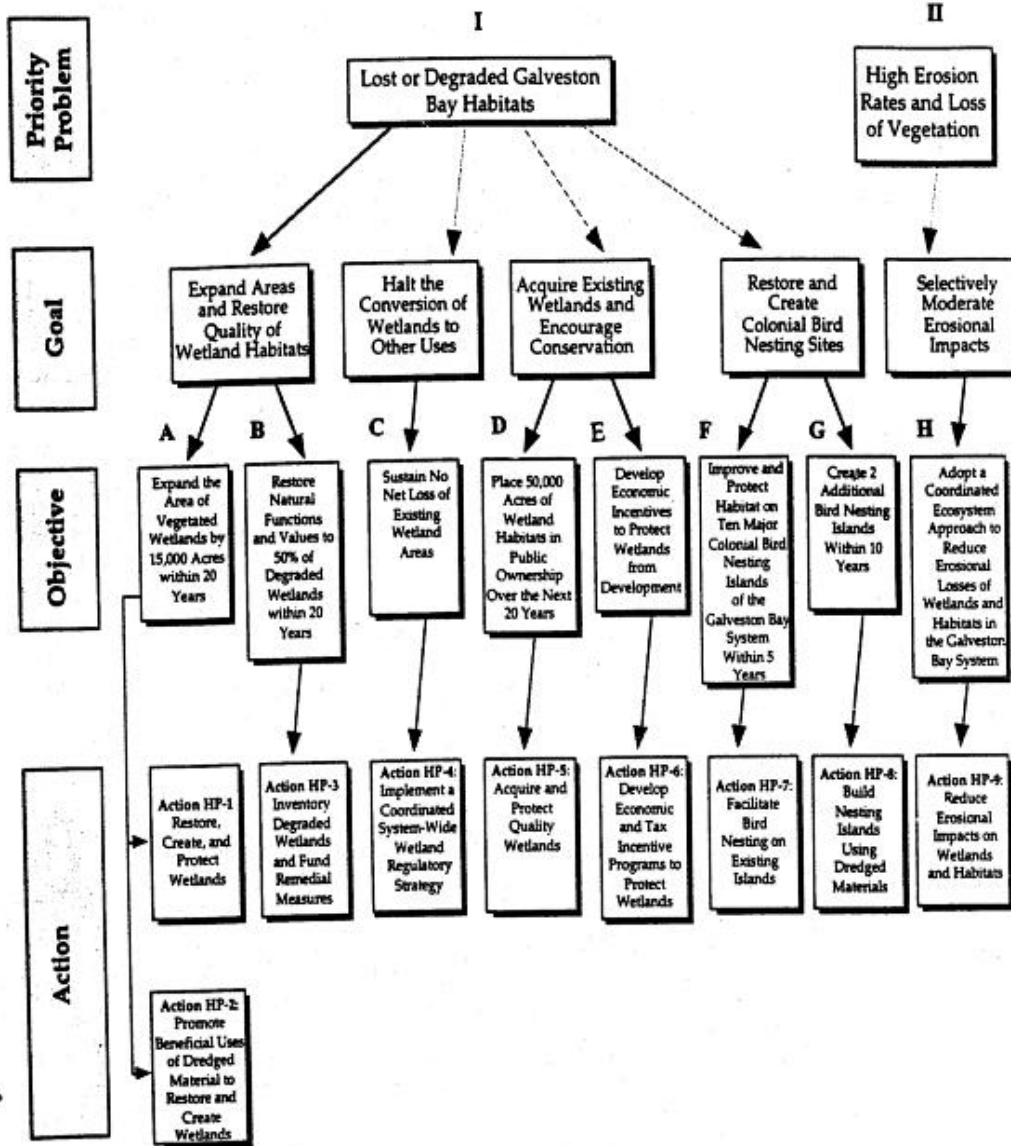 I
II
Priority
Problem
Lost or Degraded Galveston
Bay Habitats
High Erosion
Rates and Loss
of Vegetation
Goal
Expand Areas
and Restore
Quality of
Wetland Habitats
Halt the
Conversion of
Wetlands to
Other Uses
Acquire Existing
Wetlands and
Encourage
Conservation
Restore and
Create
Colonial Bird
Nesting Sites
Selectively
Moderate
Erosional
Impacts
Objective
A
Expand the
Area of
Vegetated
Wetlands by
15,000 Acres
within 20
Years
B
Restore
Natural
Functions
and Values to
50% of
Degraded
Wetlands
within 20
Years
C
Sustain No
Net Loss of
Existing
Wetland
Areas
D
Place 50,000
Acres of
Wetland
Habitats in
Public
Ownership
Over the Next
20 Years
E
Develop
Economic
Incentives
to Protect
Wetlands
from
Development
F
Improve and
Protect
Habitat on
Ten Major
Colonial Bird
Nesting
Islands
of the
Galveston Bay
System
Within 5
Years
G
Create 2
Additional
Bird Nesting
Islands
Within 10
Years
H
Adopt a
Coordinated
Ecosystem
Approach to
Reduce
Erosional
Losses of
Wetlands and
Habitats in
the Galveston
Bay System
Action
Action HP-1
Restore,
Create, and
Protect
Wetlands
Action HP-3
Inventory
Degraded
Wetlands
and Fund
Remedial
Measures
Action HP-4:
Implement a
Coordinated
System-Wide
Wetland
Regulatory
Strategy
Action HP-5:
Acquire and
Protect
Quality
Wetlands
Action HP-6:
Develop
Economic
and Tax
Incentive
Programs to
Protect
Wetlands
Action HP-7:
Facilitate
Bird
Nesting on
Existing
Islands
Action HP-8:
Build
Nesting
Islands
Using
Dredged
Materials
Action HP-9:
Reduce
Erosional
Impacts on
Wetlands
and Habitats
Action HP-2:
Promote
Beneficial Uses
of Dredged
Material to
Restore and
Create
Wetlands